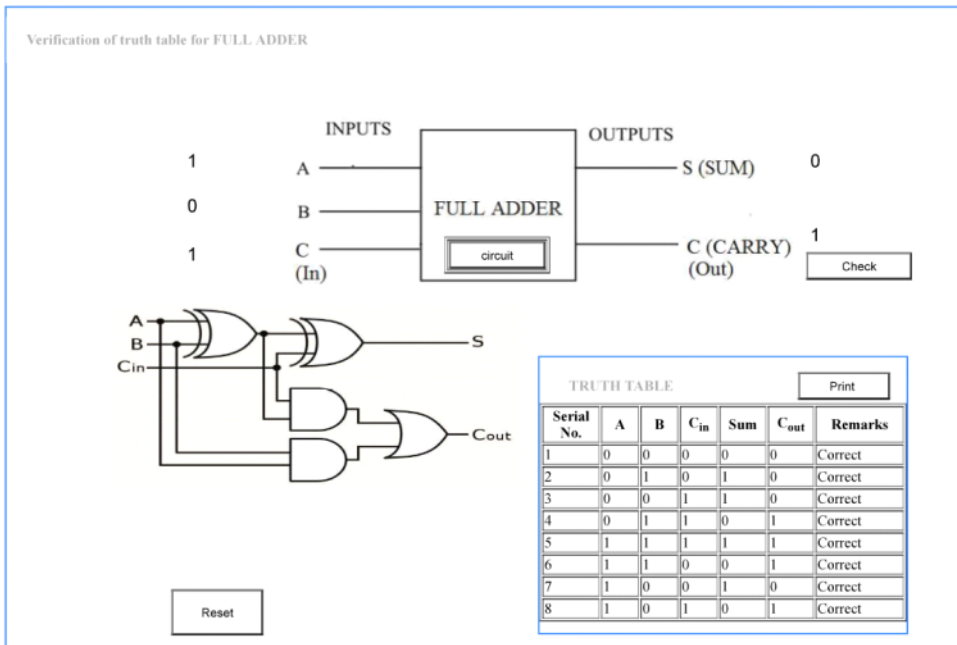 Verification of truth table for FULL ADDER
INPUTS
OUTPUTS
1
A
S (SUM)
0
0
B
FULL ADDER
1
C
(In)
circuit
C (CARRY)
(Out)
1
Check
A
B
Cin
S
Cout
TRUTH TABLE
Print
Serial No. A B Cin Sum Cout Remarks
1 0 0 0 0 0 Correct
2 0 1 0 1 0 Correct
3 0 0 1 1 0 Correct
4 0 1 1 0 1 Correct
5 1 1 1 1 1 Correct
6 1 1 0 0 1 Correct
7 1 0 0 1 0 Correct
8 1 0 1 0 1 Correct
Reset